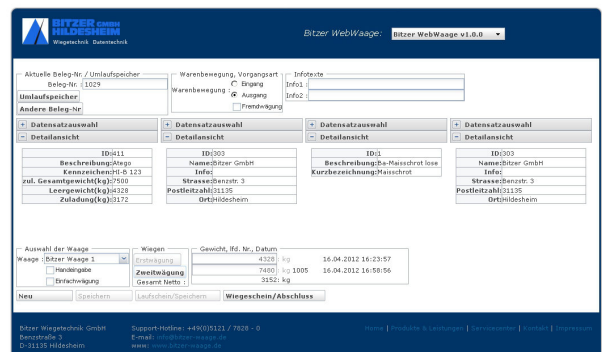 BITZER GMBH
HILDESHEIM
Wiegetechnik Datentechnik
Bitzer WebWaage: Bitzer WebWaage v1.0.0
Aktuelle Beleg-Nr. / Umlaufspeicher
Beleg-Nr. : 1029
Umlaufspeicher
Andere Beleg-Nr
Warenbewegung, Vorgangsart
Warenbewegung :
Eingang
Ausgang
Fremdwägung
Infotexte
Info1 :
Info2 :
+ Datensatzauswahl
− Detailansicht
ID: 411
Beschreibung: Atego
Kennzeichen: HI-B 123
zul. Gesamtgewicht(kg): 7500
Leergewicht(kg): 4328
Zuladung(kg): 3172
+ Datensatzauswahl
− Detailansicht
ID: 303
Name: Bitzer GmbH
Info:
Strasse: Benzstr. 3
Postleitzahl: 31135
Ort: Hildesheim
+ Datensatzauswahl
− Detailansicht
ID: 1
Beschreibung: Ba-Maisschrot lose
Kurzbezeichnung: Maisschrot
+ Datensatzauswahl
− Detailansicht
ID: 303
Name: Bitzer GmbH
Info:
Strasse: Benzstr. 3
Postleitzahl: 31135
Ort: Hildesheim
Auswahl der Waage
Waage : Bitzer Waage 1
Handeingabe
Einfachwägung
Wiegen
Erstwägung
Zweitwägung
Gesamt Netto :
Gewicht, lfd. Nr., Datum
4328 : kg 16.04.2012 16:23:57
7480 : kg 1005 16.04.2012 16:58:56
3152: kg
Neu Speichern Laufschein/Speichern Wiegeschein/Abschluss
Bitzer Wiegetechnik GmbH
Benzstraße 3
D-31135 Hildesheim
Support-Hotline: +49(0)5121 / 7828 - 0
E-mail: info@bitzer-waage.de
www: www.bitzer-waage.de
Home | Produkte & Leistungen | Servicecenter | Kontakt | Impressum